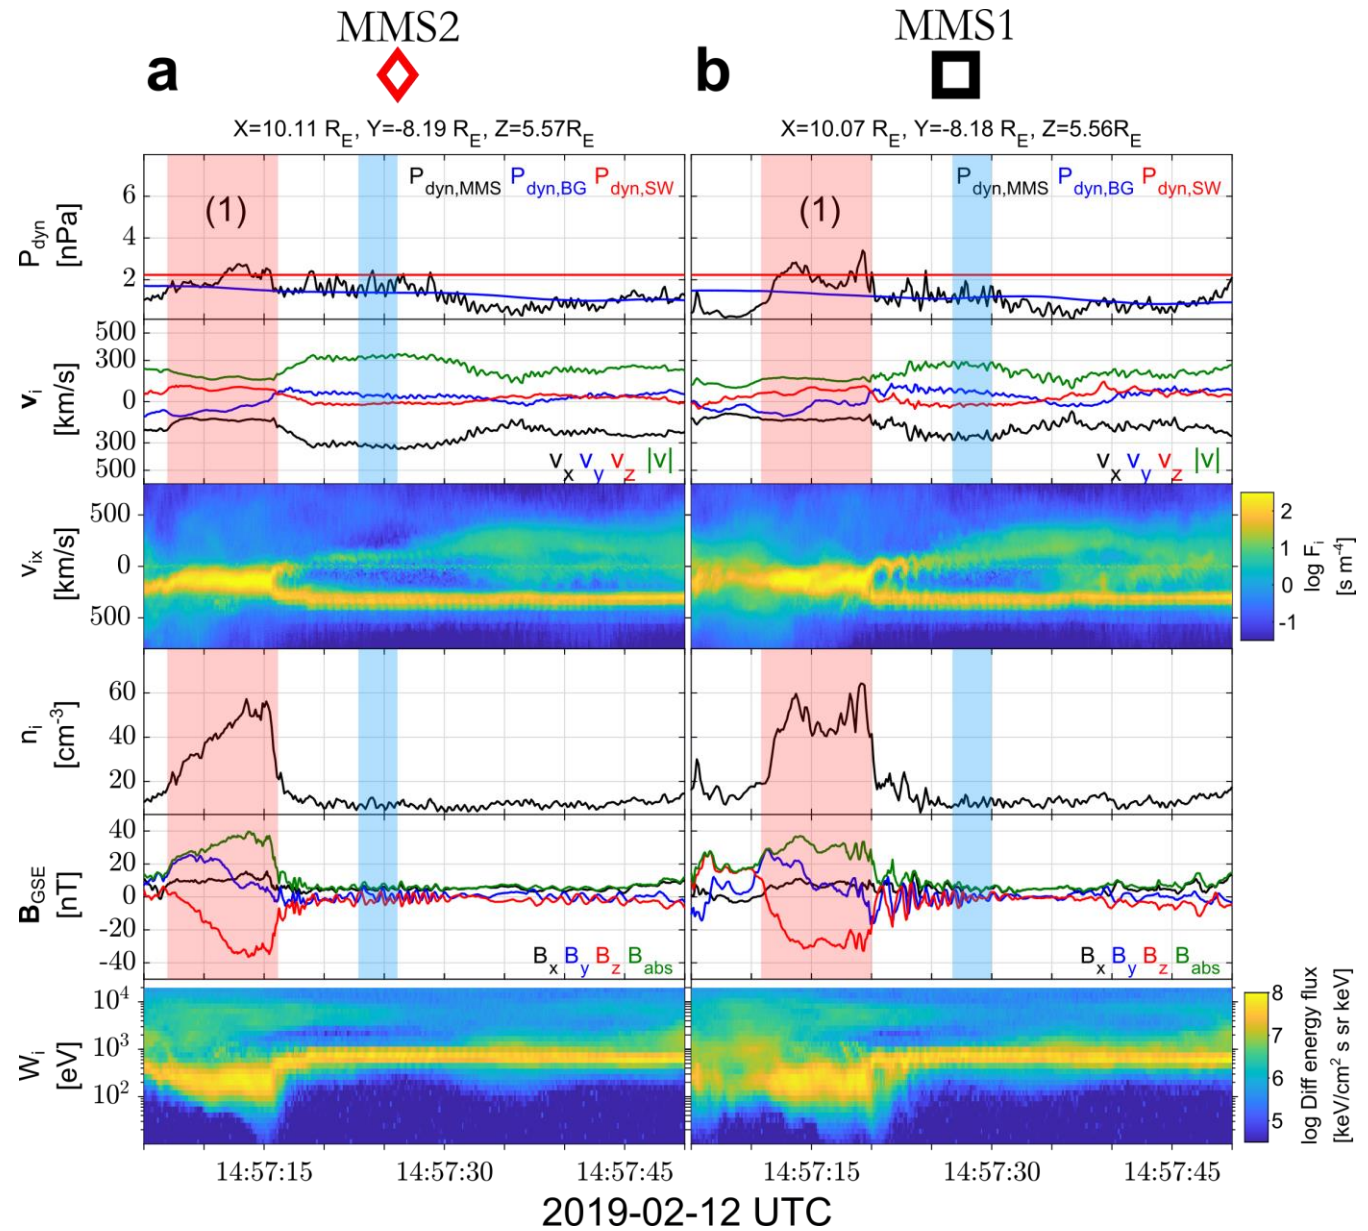 MMS2 MMS1
a b
X=10.11 R_E, Y=-8.19 R_E, Z=5.57R_E X=10.07 R_E, Y=-8.18 R_E, Z=5.56R_E
P_dyn [nPa]
6
4
2
P_dyn,MMS P_dyn,BG P_dyn,SW
(1)
P_dyn,MMS P_dyn,BG P_dyn,SW
(1)
v_i [km/s]
500
300
0
300
500
v_x v_y v_z |v|
v_x v_y v_z |v|
v_ix [km/s]
500
0
500
2
1
0
-1
log F_i [s m^-4]
n_i [cm^-3]
60
40
20
B_GSE [nT]
40
20
0
-20
-40
B_x B_y B_z B_abs
B_x B_y B_z B_abs
W_i [eV]
10^4
10^3
10^2
8
7
6
5
log Diff energy flux [keV/cm^2 s sr keV]
14:57:15 14:57:30 14:57:45 14:57:15 14:57:30 14:57:45
2019-02-12 UTC